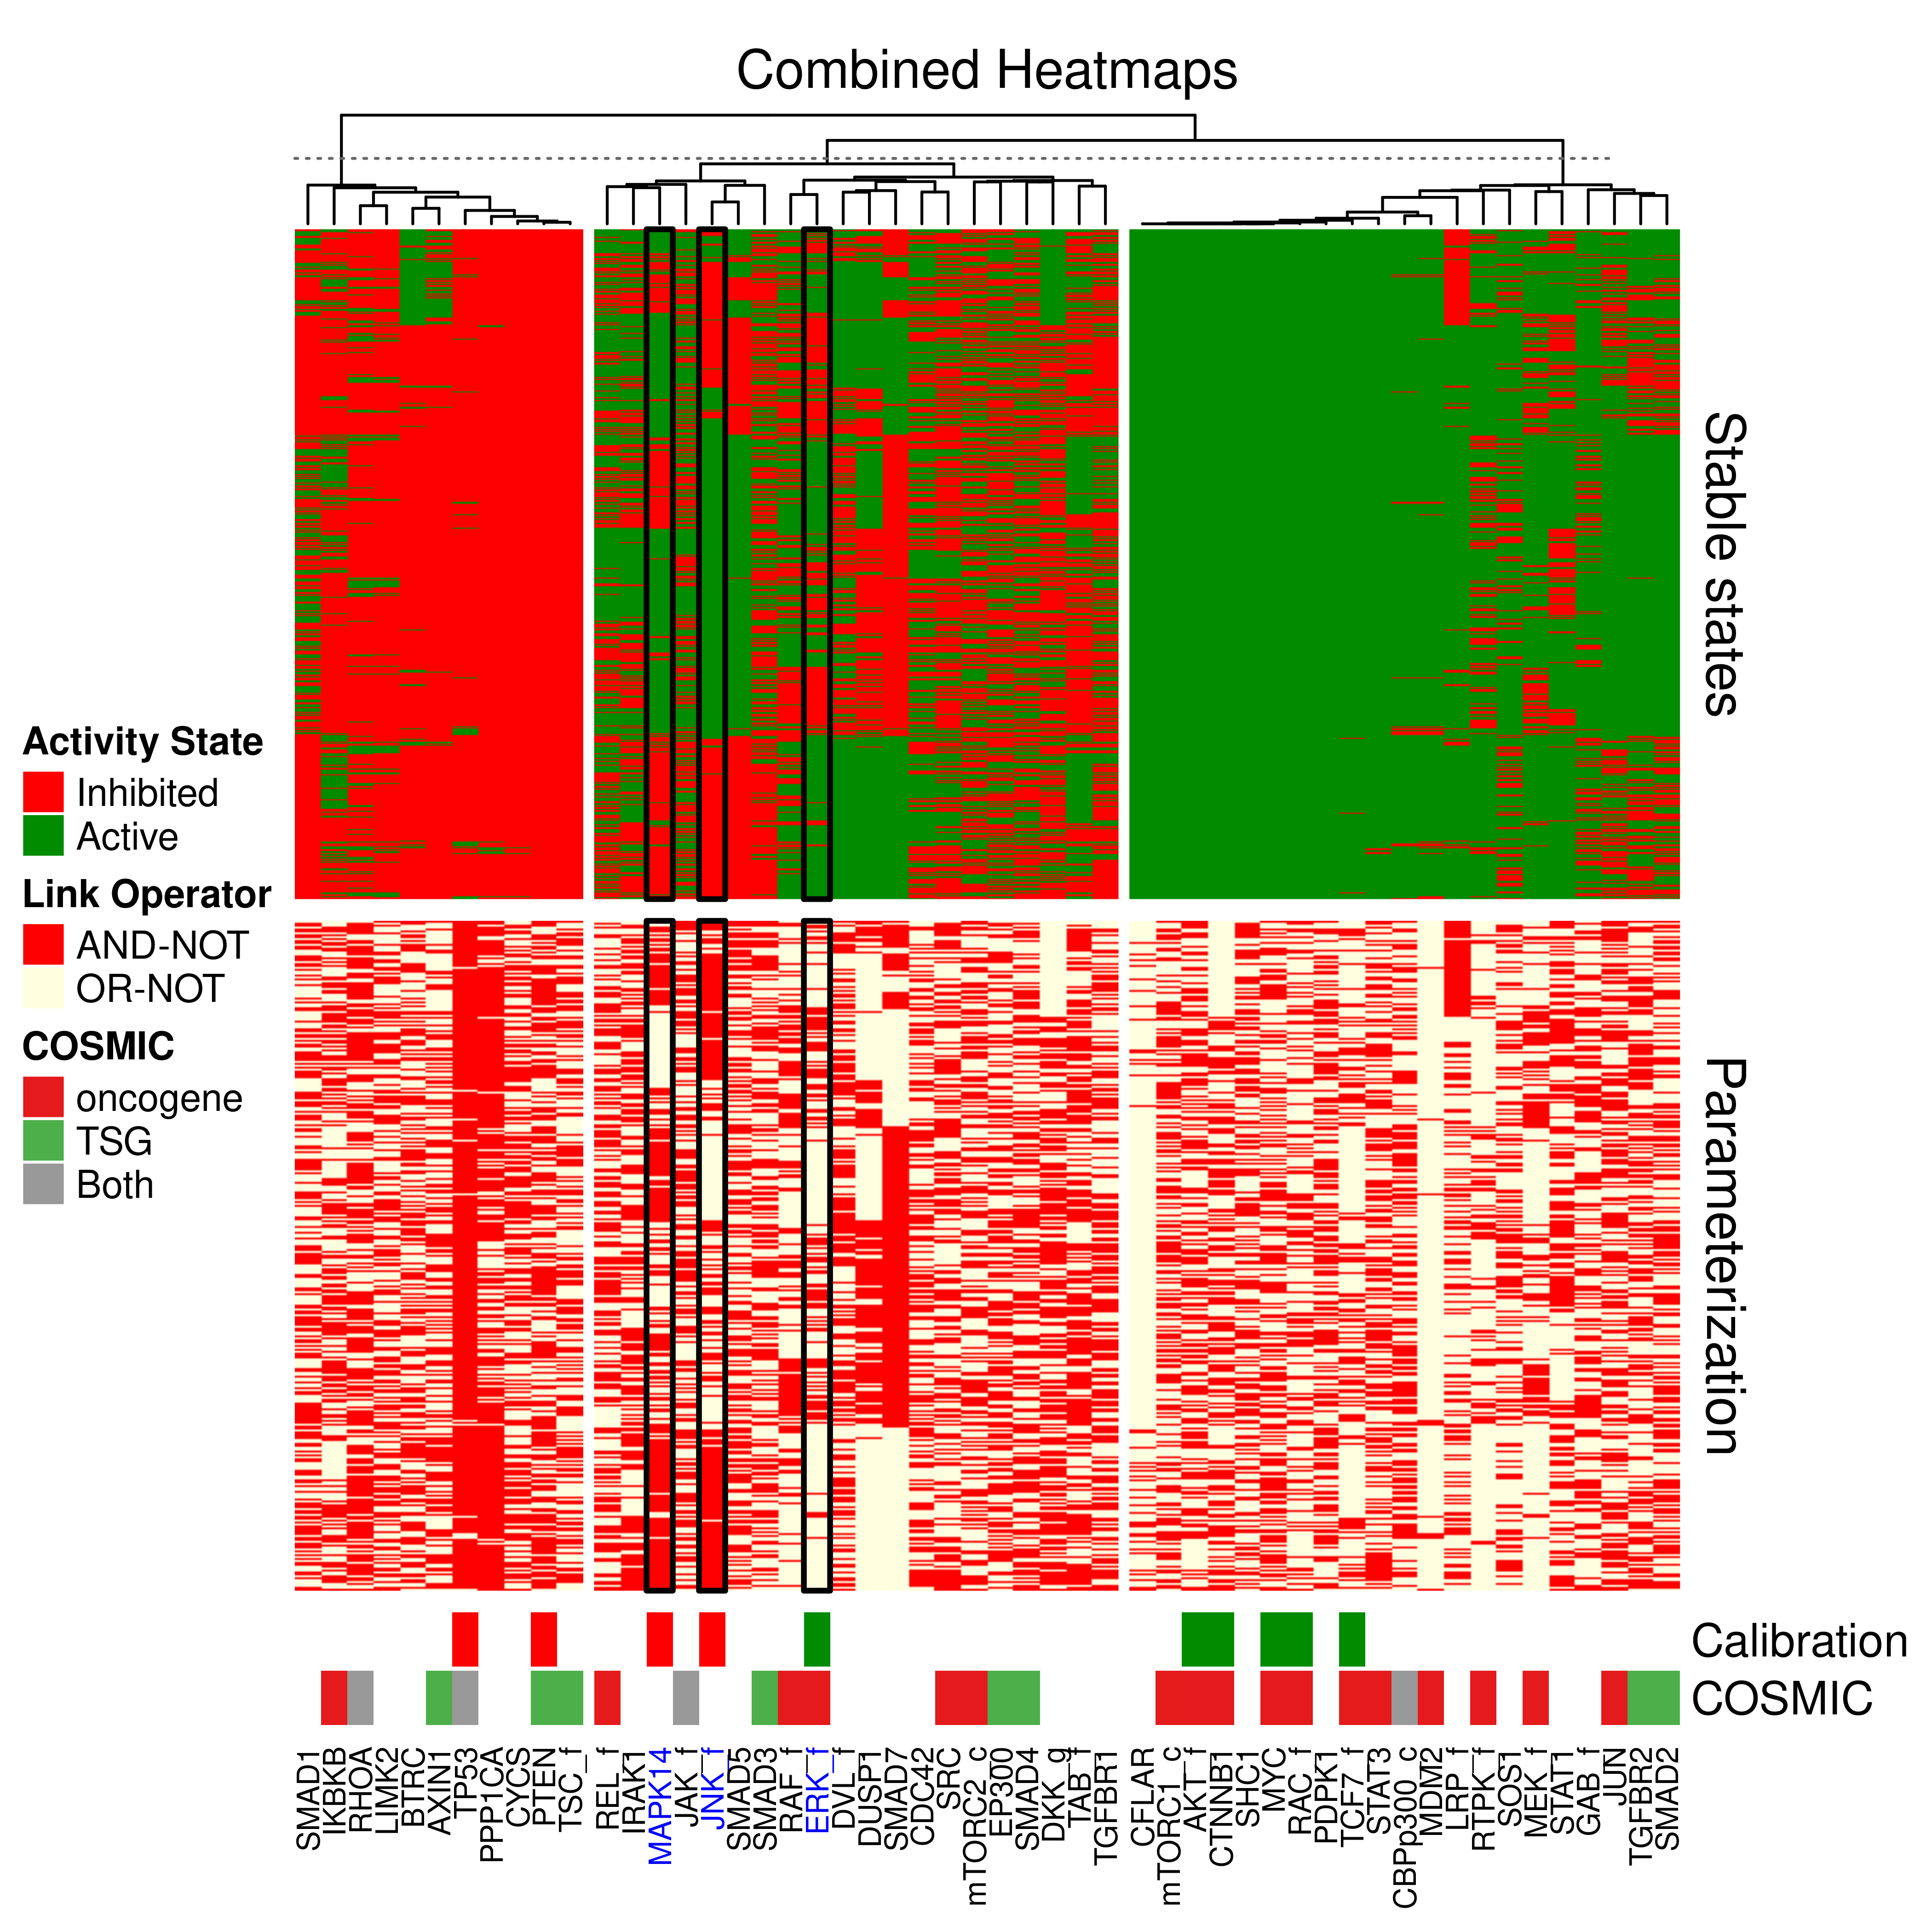 Combined Heatmaps
Stable states
Activity State
Inhibited
Active
Link Operator
AND-NOT
OR-NOT
COSMIC
oncogene
TSG
Both
Parameterization
Calibration
COSMIC
SMAD1
IKBKB
RHOA
LIMK2
BTRC
AXIN1
TP53
PPP1CA
CYCS
PTEN
TSC_f
REL_f
IRAK1
MAPK14
JAK_f
JNK_f
SMAD5
SMAD3
RAF_f
ERK_f
DVL_f
DUSP1
SMAD7
CDC42
SRC
mTORC2_c
EP300
SMAD4
DKK_g
TAB_f
TGFBR1
CFLAR
mTORC1_c
AKT_f
CTNNB1
SHC1
MYC
RAC_f
PDPK1
TCF7_f
STAT3
CBPp300_c
MDM2
LRP_f
RTPK_f
SOS1
MEK_f
STAT1
GAB_f
JUN
TGFBR2
SMAD2